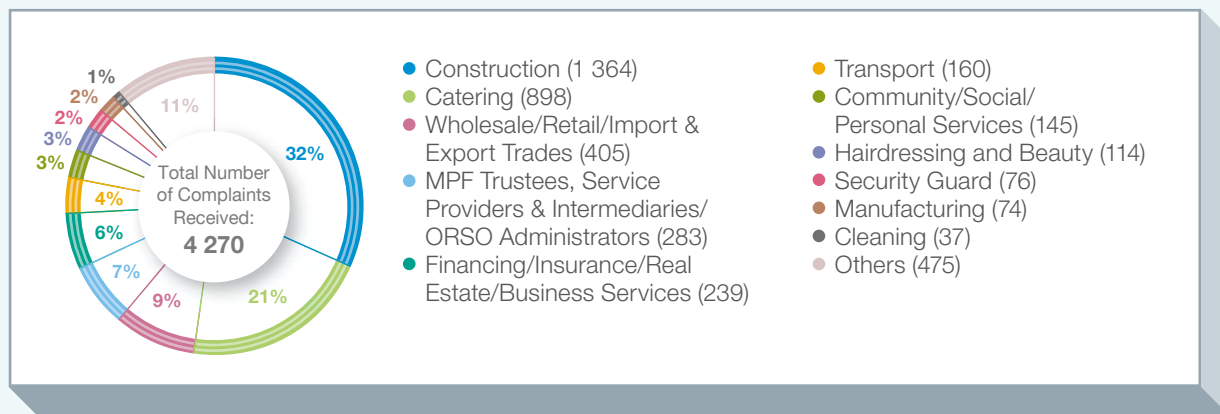 1%
2%
2%
3%
3%
4%
6%
7%
9%
21%
32%
11%
Total Number
of Complaints
Received:
4 270
Construction (1 364)
Catering (898)
Wholesale/Retail/Import &
Export Trades (405)
MPF Trustees, Service
Providers & Intermediaries/
ORSO Administrators (283)
Financing/Insurance/Real
Estate/Business Services (239)
Transport (160)
Community/Social/
Personal Services (145)
Hairdressing and Beauty (114)
Security Guard (76)
Manufacturing (74)
Cleaning (37)
Others (475)